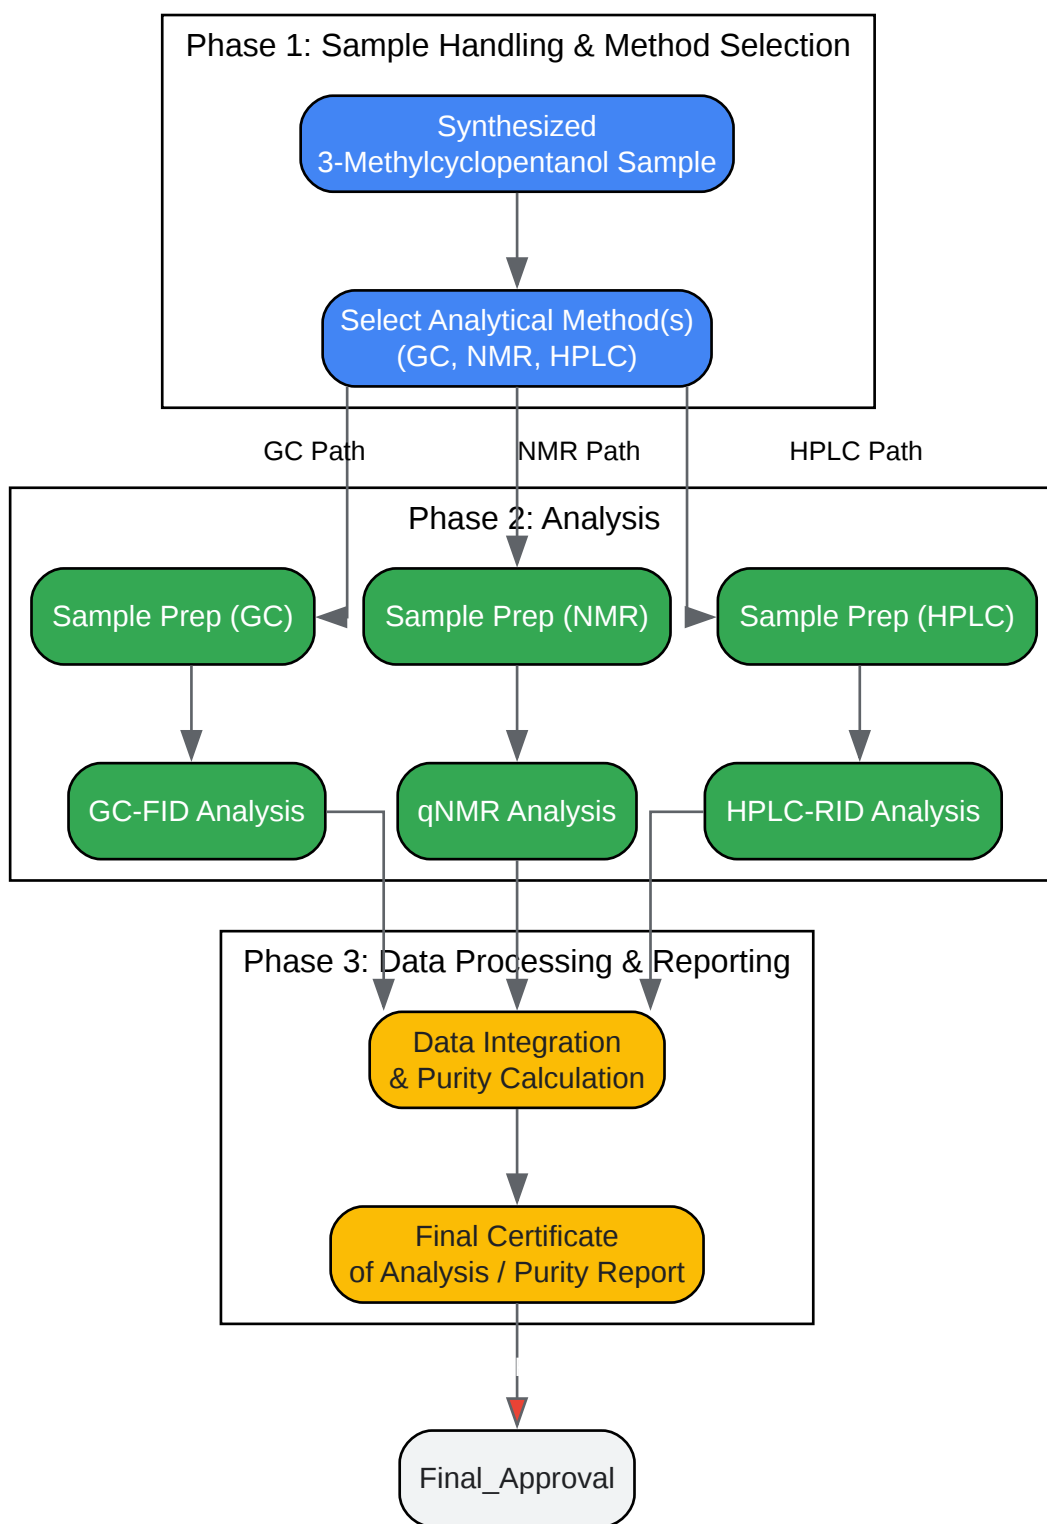 Phase 1: Sample Handling & Method Selection
Synthesized
3-Methylcyclopentanol Sample
Select Analytical Method(s)
(GC, NMR, HPLC)
GC Path
NMR Path
HPLC Path
Phase 2: Analysis
Sample Prep (GC)
Sample Prep (NMR)
Sample Prep (HPLC)
GC-FID Analysis
qNMR Analysis
HPLC-RID Analysis
Phase 3: Data Processing & Reporting
Data Integration
& Purity Calculation
Final Certificate
of Analysis / Purity Report
Final_Approval